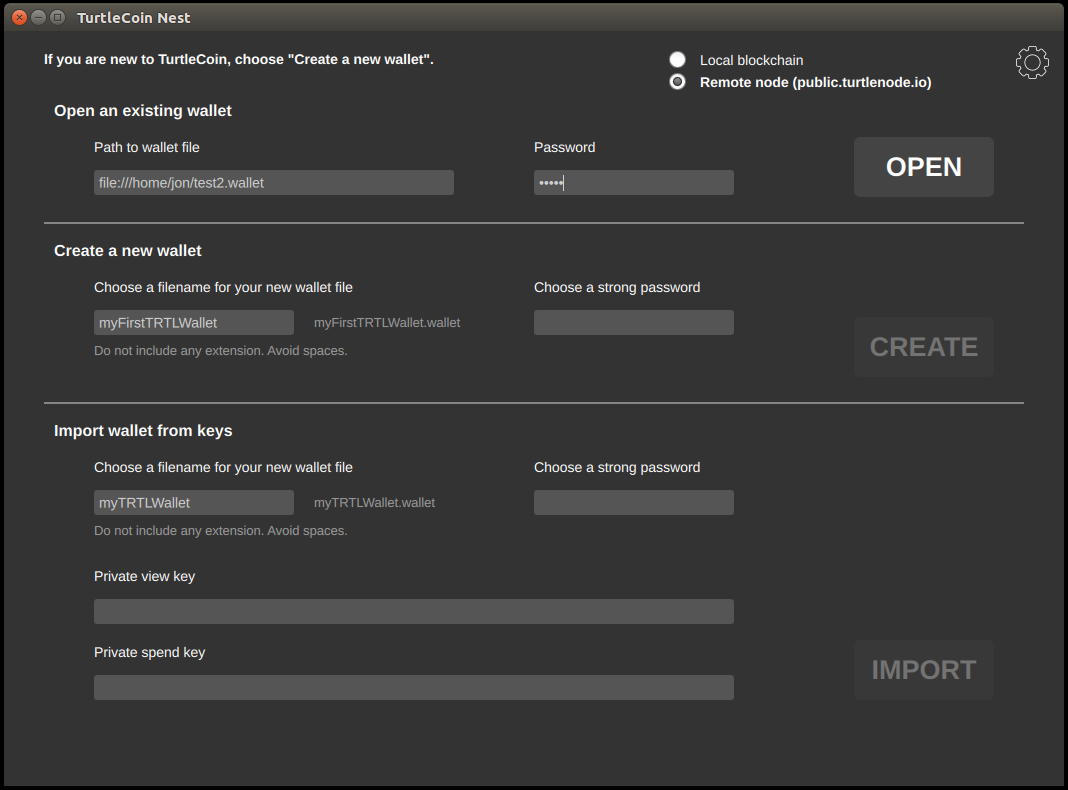 TurtleCoin Nest
If you are new to TurtleCoin, choose "Create a new wallet".
Local blockchain
Remote node (public.turtlenode.io)
Open an existing wallet
Path to wallet file
Password
file:///home/jon/test2.wallet
•••••
OPEN
Create a new wallet
Choose a filename for your new wallet file
Choose a strong password
myFirstTRTLWallet
myFirstTRTLWallet.wallet
Do not include any extension. Avoid spaces.
CREATE
Import wallet from keys
Choose a filename for your new wallet file
Choose a strong password
myTRTLWallet
myTRTLWallet.wallet
Do not include any extension. Avoid spaces.
Private view key
Private spend key
IMPORT